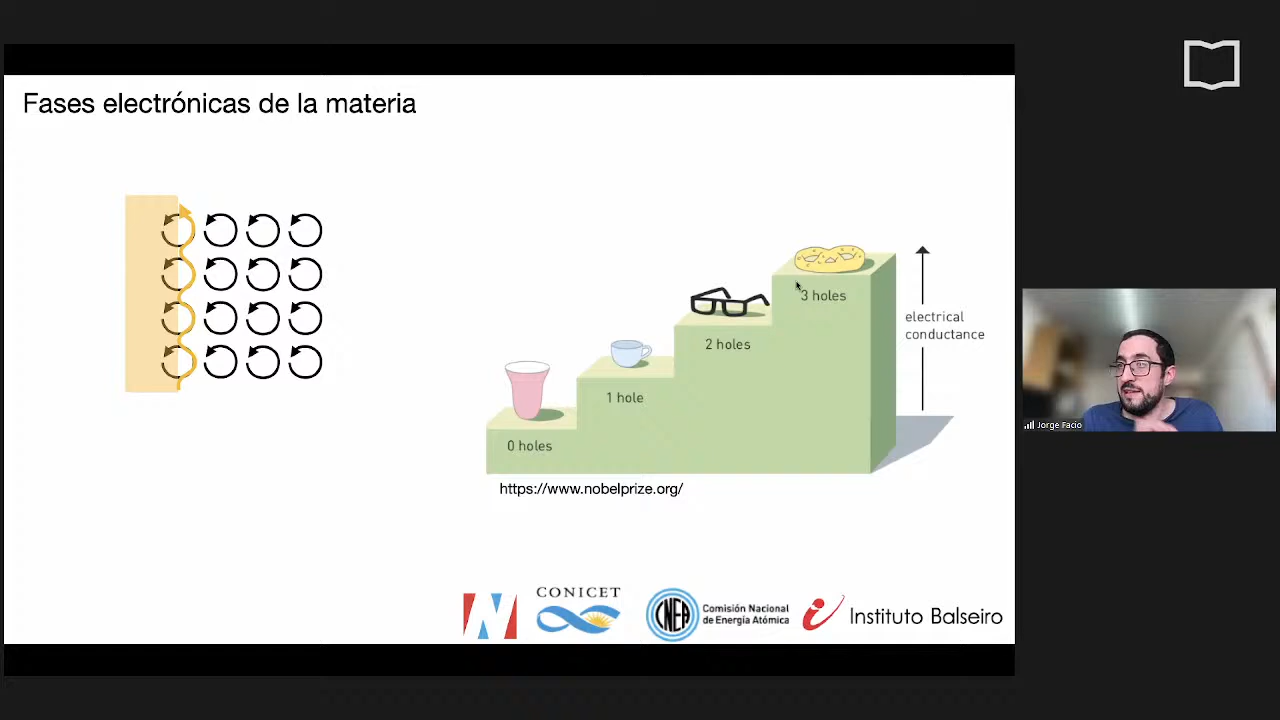 Fases electrónicas de la materia
3 holes
electrical
conductance
2 holes
1 hole
0 holes
https://www.nobelprize.org/
Jorge Facio
N
CONICET
CNEA
Comisión Nacional
de Energía Atómica
i
Instituto Balseiro